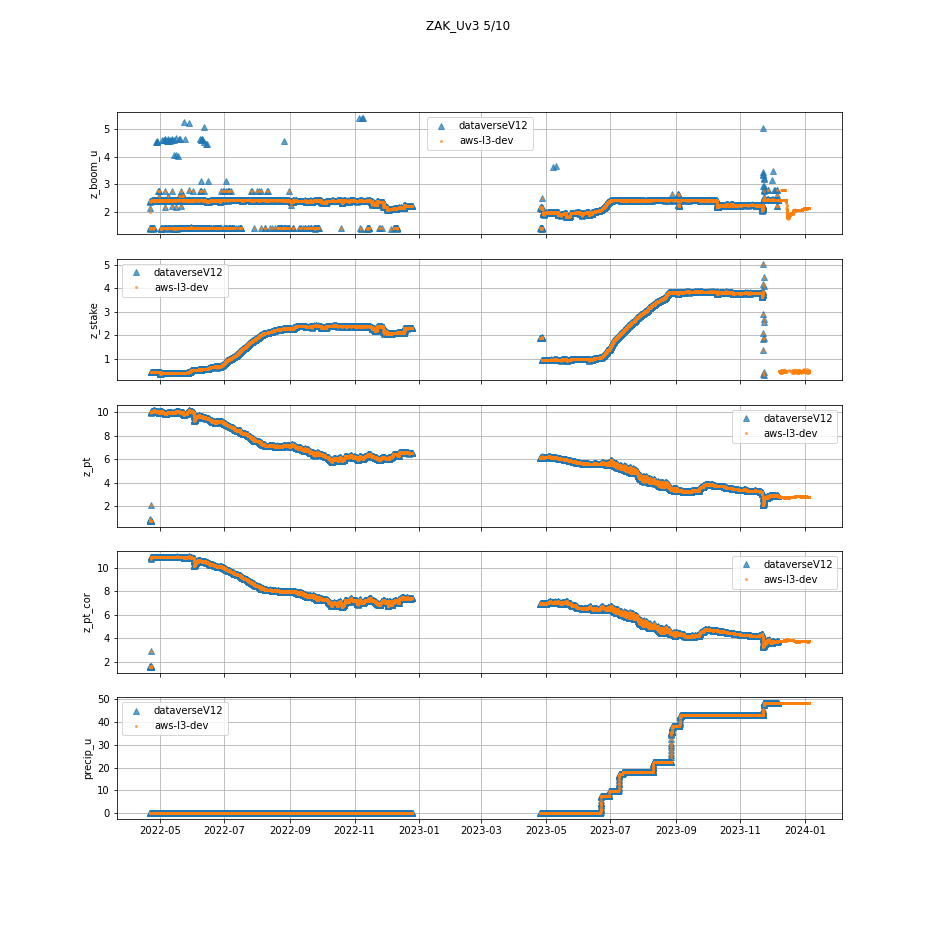 ZAK_Uv3 5/10
z_boom_u
5
4
3
2
dataverseV12
aws-l3-dev
z_stake
5
4
3
2
1
dataverseV12
aws-l3-dev
z_pt
10
8
6
4
2
dataverseV12
aws-l3-dev
z_pt_cor
10
8
6
4
2
dataverseV12
aws-l3-dev
precip_u
50
40
30
20
10
0
dataverseV12
aws-l3-dev
2022-05 2022-07 2022-09 2022-11 2023-01 2023-03 2023-05 2023-07 2023-09 2023-11 2024-01